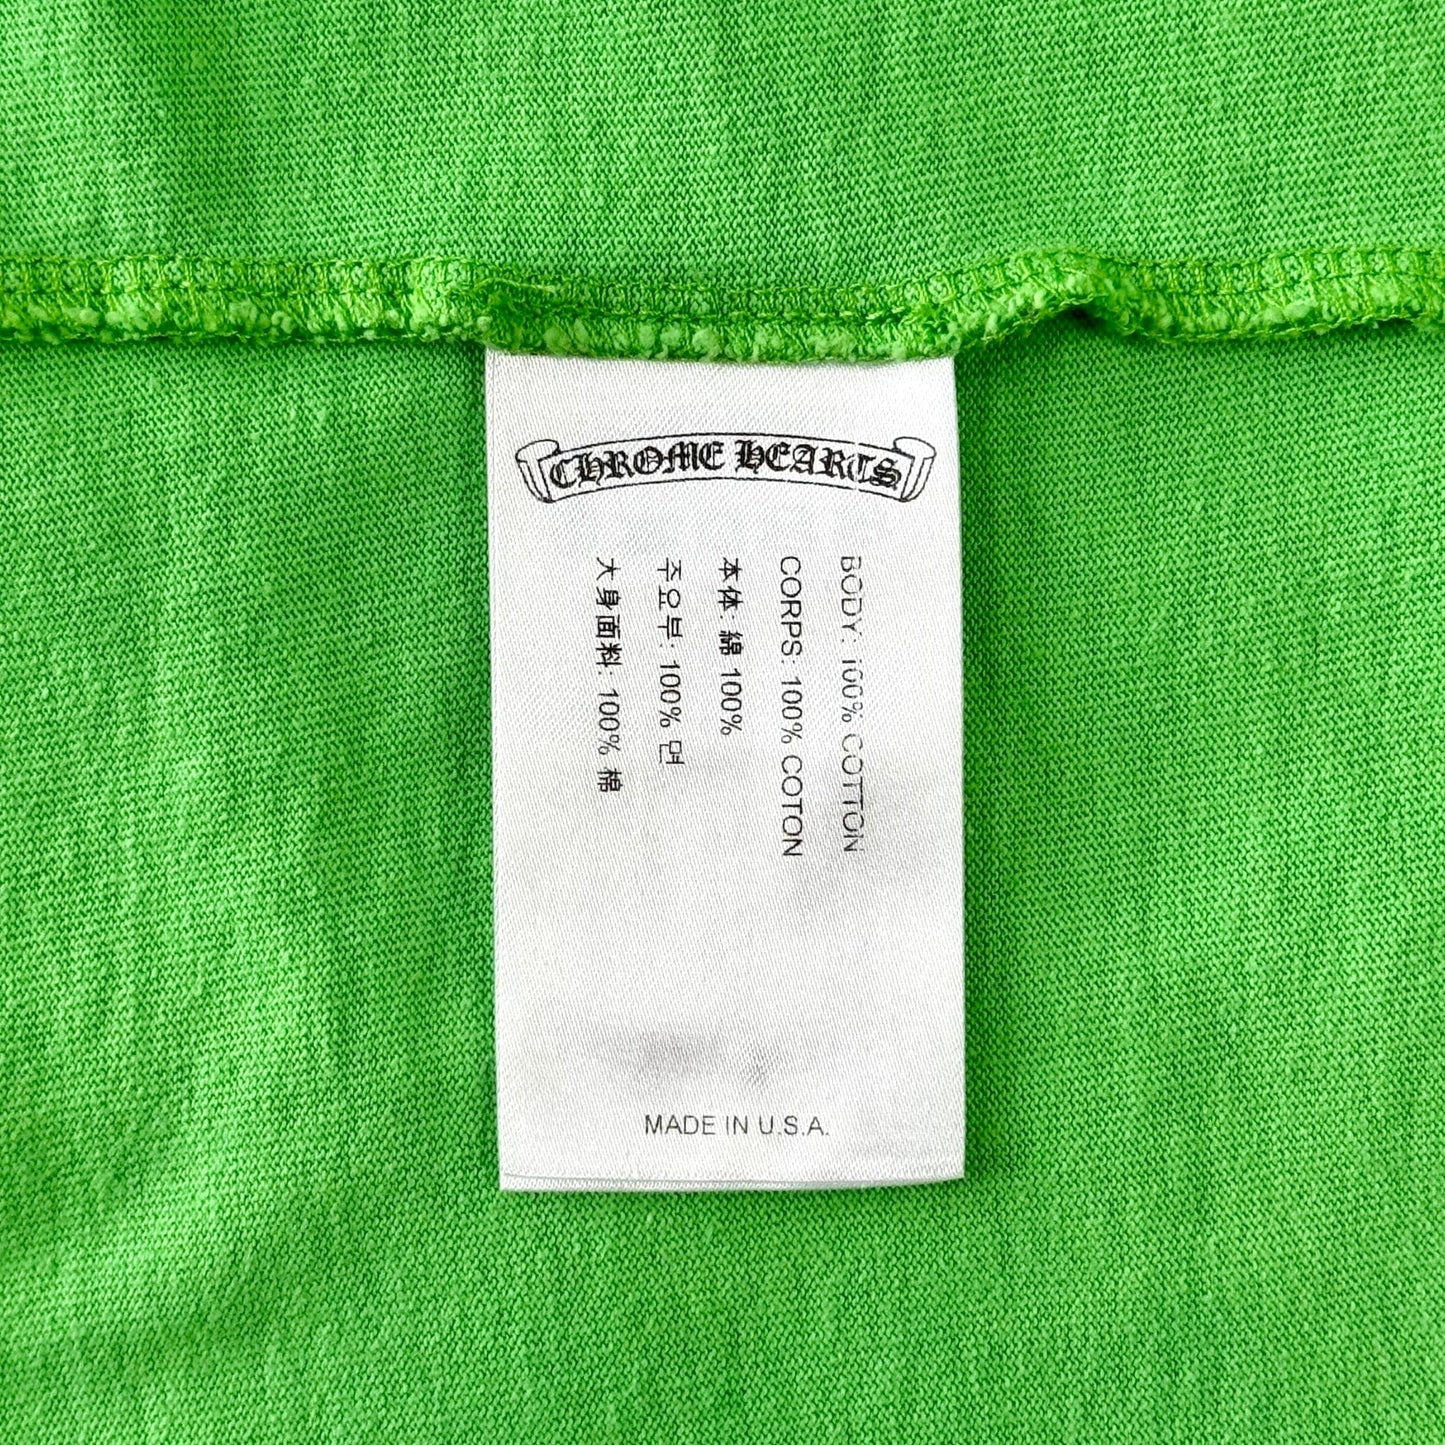 CHROME HEARTS
BODY: 100% COTTON
CORPS: 100% COTON
本体: 綿 100%
주요부: 100% 면
大身面料: 100% 棉
MADE IN U.S.A.